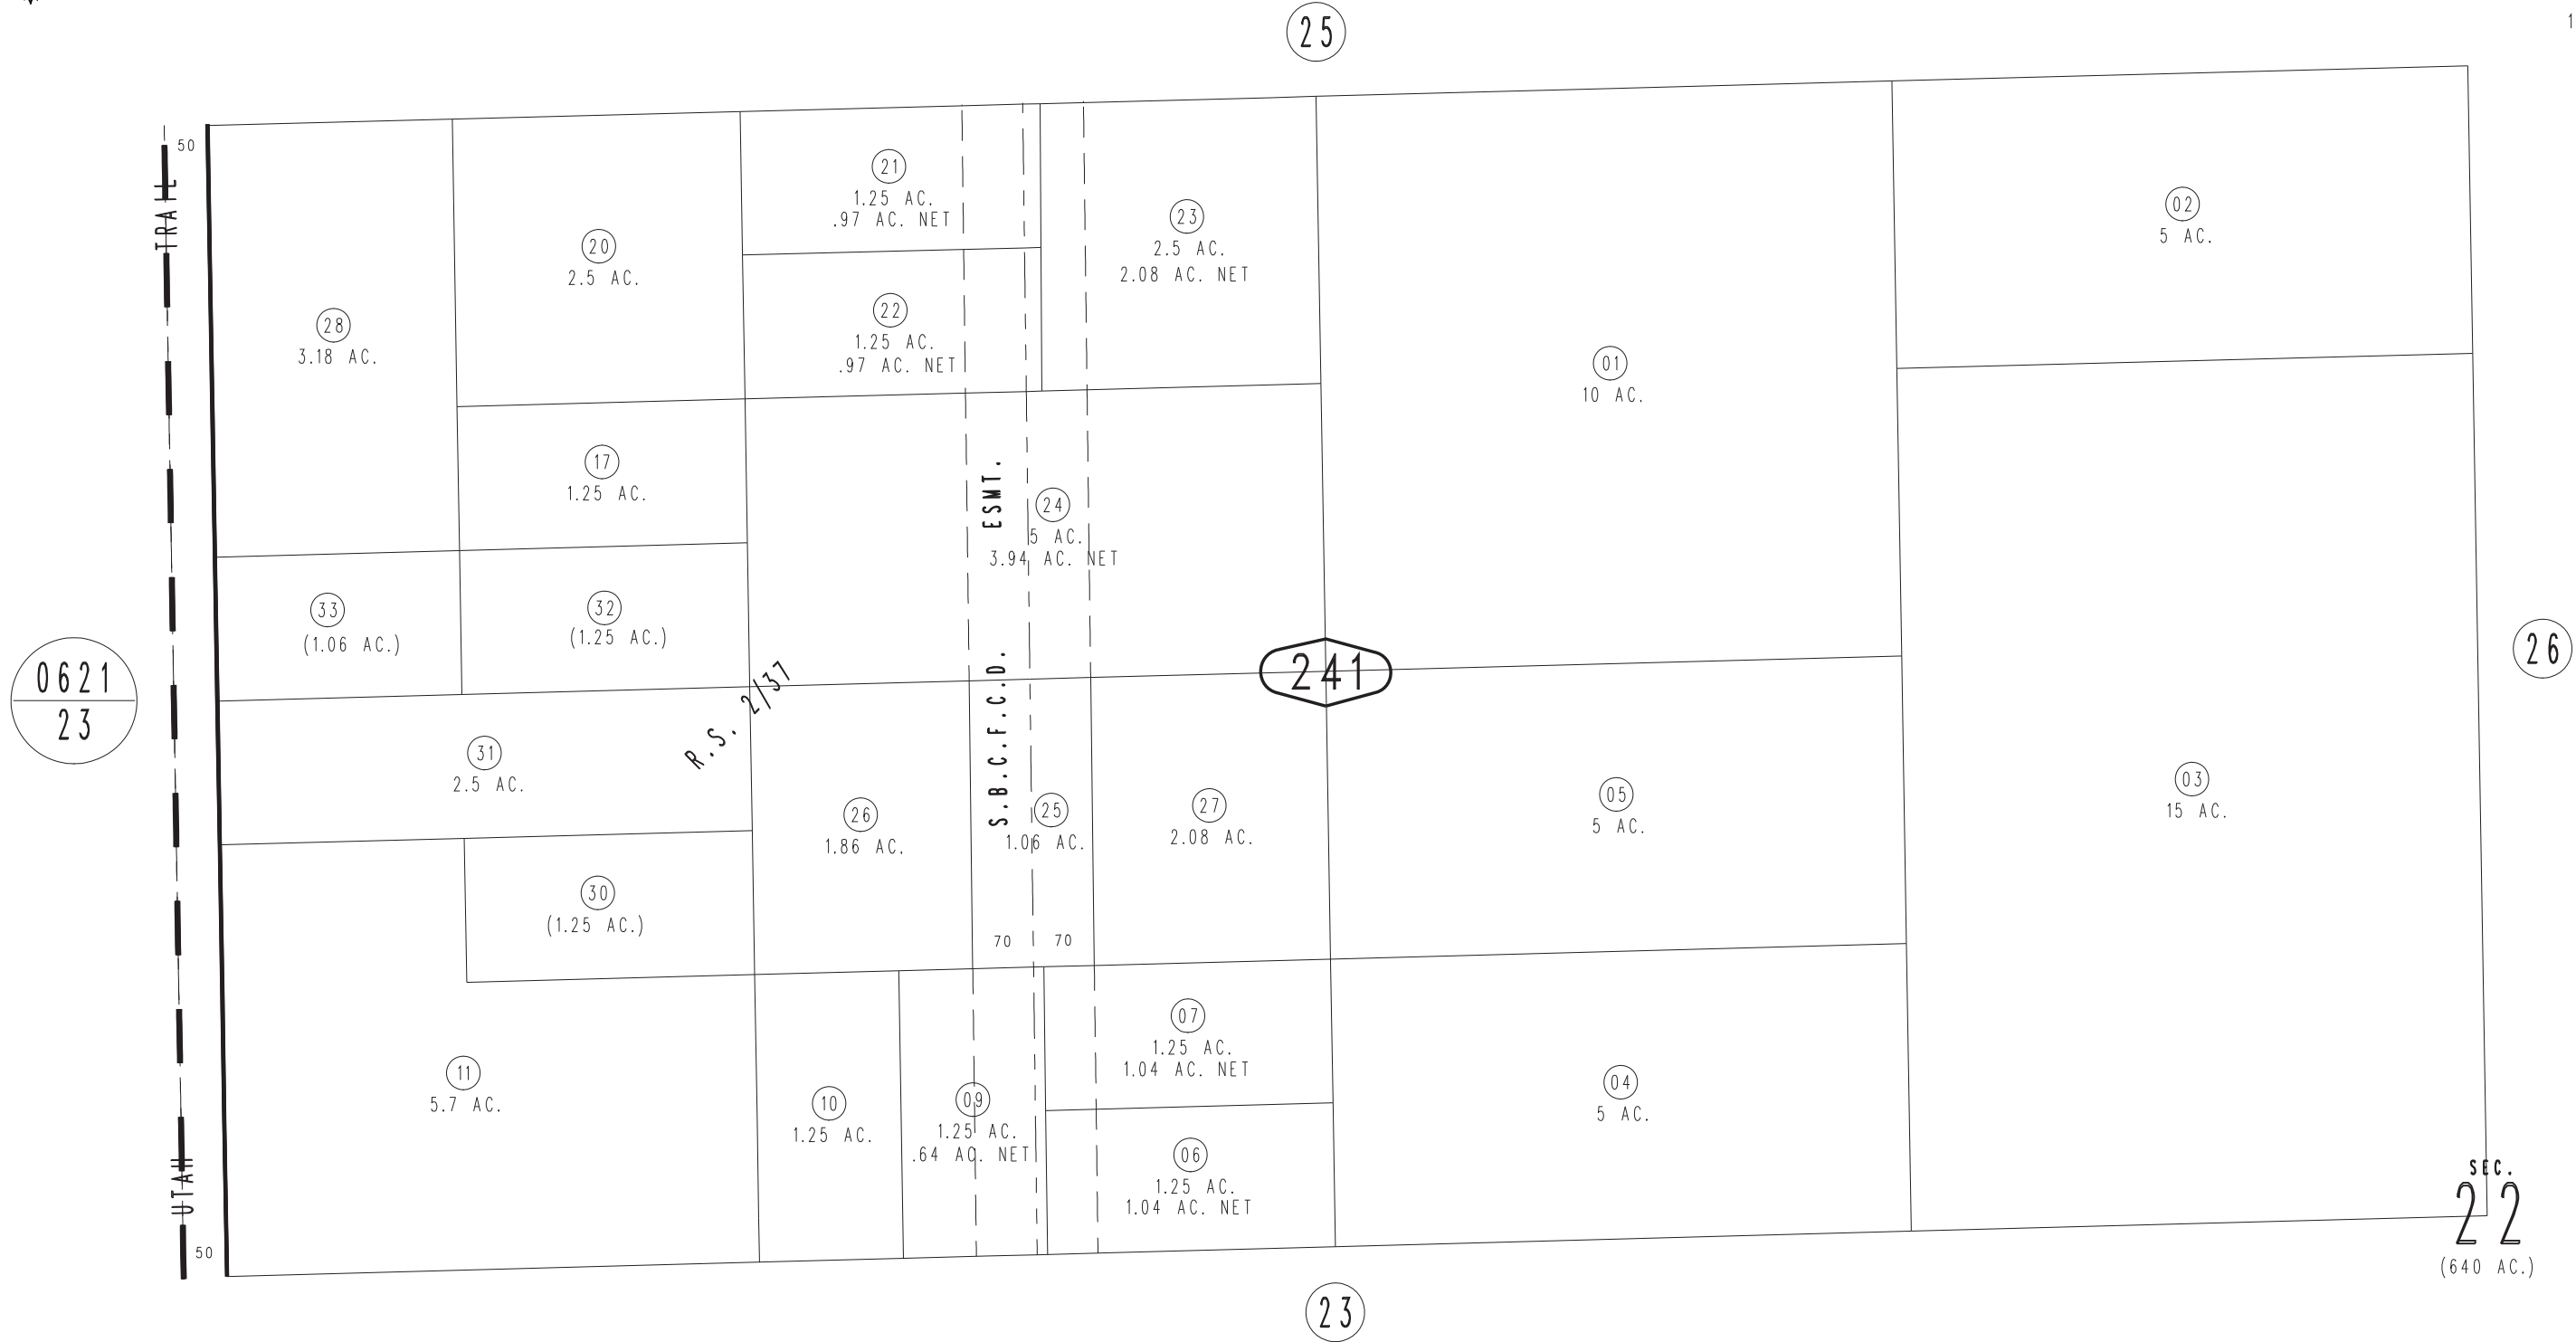 25
1
50
TRAIL
21
1.25 AC.
.97 AC. NET
02
5 AC.
23
2.5 AC.
2.08 AC. NET
20
2.5 AC.
28
3.18 AC.
22
1.25 AC.
.97 AC. NET
01
10 AC.
17
1.25 AC.
ESMT.
24
5 AC.
3.94 AC. NET
33
(1.06 AC.)
32
(1.25 AC.)
0621
23
241
26
R.S. 2/37
S.B.C.F.C.D.
31
2.5 AC.
26
1.86 AC.
25
1.06 AC.
27
2.08 AC.
05
5 AC.
03
15 AC.
30
(1.25 AC.)
70 70
07
1.25 AC.
1.04 AC. NET
11
5.7 AC.
10
1.25 AC.
09
1.25 AC.
.64 AC. NET
04
5 AC.
06
1.25 AC.
1.04 AC. NET
UTAH
50
SEC.
22
(640 AC.)
23